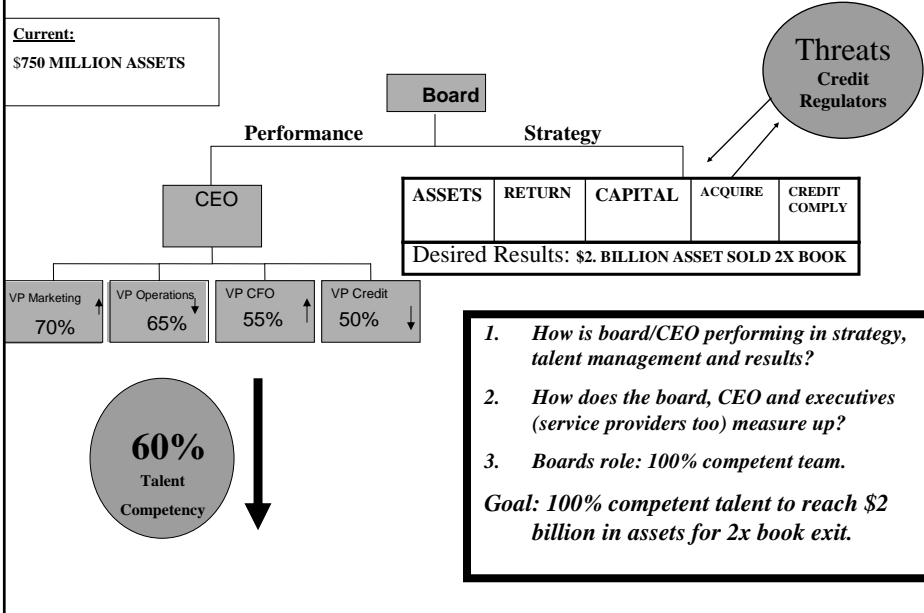 Current:
$750 MILLION ASSETS
Threats
Credit
Regulators
Board
Performance
Strategy
CEO
ASSETS
RETURN
CAPITAL
ACQUIRE
CREDIT
COMPLY
Desired Results: $2. BILLION ASSET SOLD 2X BOOK
VP Marketing
70%
VP Operations
65%
VP CFO
55%
VP Credit
50%
60%
Talent
Competency
1. How is board/CEO performing in strategy,
talent management and results?
2. How does the board, CEO and executives
(service providers too) measure up?
3. Boards role: 100% competent team.
Goal: 100% competent talent to reach $2
billion in assets for 2x book exit.